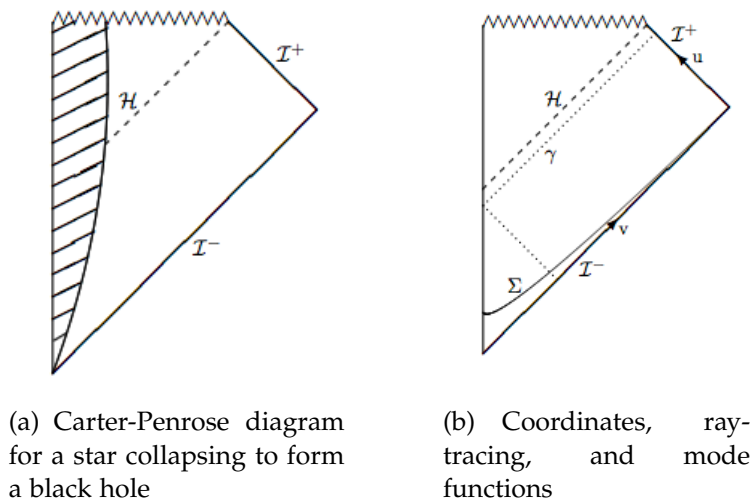 ℋ
ℐ⁺
ℐ⁻
ℐ⁺
u
ℋ
γ
v
ℐ⁻
Σ
(a) Carter-Penrose diagram
for a star collapsing to form
a black hole
(b) Coordinates, ray-
tracing, and mode
functions